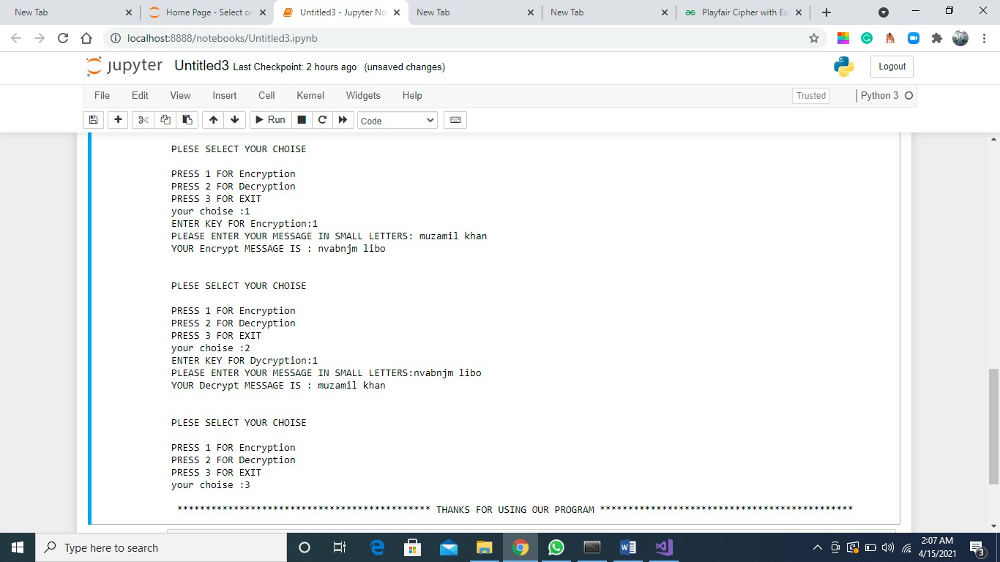 New Tab
Home Page - Select or
Untitled3 - Jupyter No
New Tab
New Tab
Playfair Cipher with Ex
localhost:8888/notebooks/Untitled3.ipynb
jupyter Untitled3 Last Checkpoint: 2 hours ago (unsaved changes)
Logout
File Edit View Insert Cell Kernel Widgets Help
Trusted
Python 3
Run
Code
PLESE SELECT YOUR CHOISE
PRESS 1 FOR Encryption
PRESS 2 FOR Decryption
PRESS 3 FOR EXIT
your choise :1
ENTER KEY FOR Encryption:1
PLEASE ENTER YOUR MESSAGE IN SMALL LETTERS: muzamil khan
YOUR Encrypt MESSAGE IS : nvabnjm libo
PLESE SELECT YOUR CHOISE
PRESS 1 FOR Encryption
PRESS 2 FOR Decryption
PRESS 3 FOR EXIT
your choise :2
ENTER KEY FOR Dycryption:1
PLEASE ENTER YOUR MESSAGE IN SMALL LETTERS:nvabnjm libo
YOUR Decrypt MESSAGE IS : muzamil khan
PLESE SELECT YOUR CHOISE
PRESS 1 FOR Encryption
PRESS 2 FOR Decryption
PRESS 3 FOR EXIT
your choise :3
********************************************* THANKS FOR USING OUR PROGRAM *********************************************
Type here to search
2:07 AM
4/15/2021
3